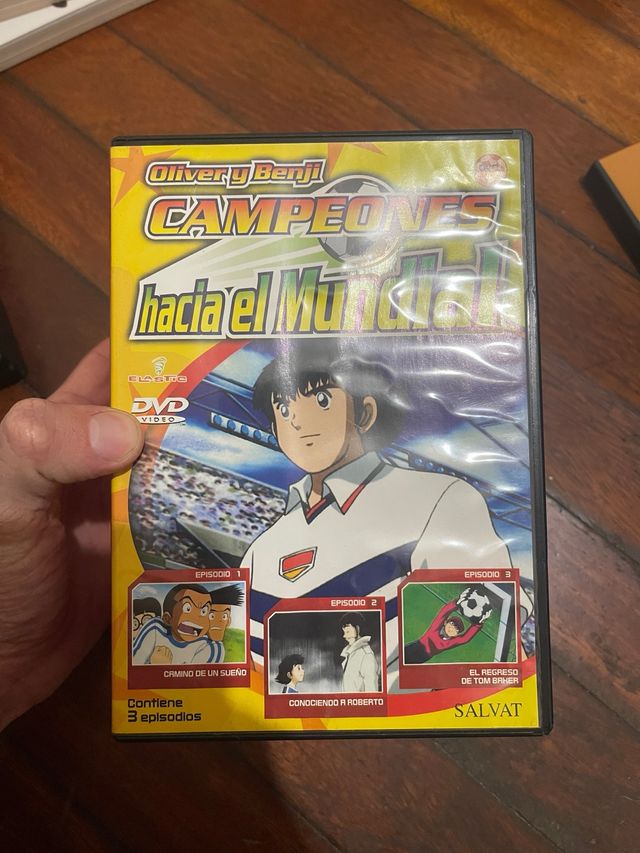 Oliver y Benji
CAMPEONES
hacia el Mundial
ELASTIC
DVD
VIDEO
EPISODIO 1
CAMINO DE UN SUEÑO
EPISODIO 2
CONOCIENDO A ROBERTO
EPISODIO 3
EL REGRESO
DE TOM BAKER
Contiene
3 episodios
SALVAT